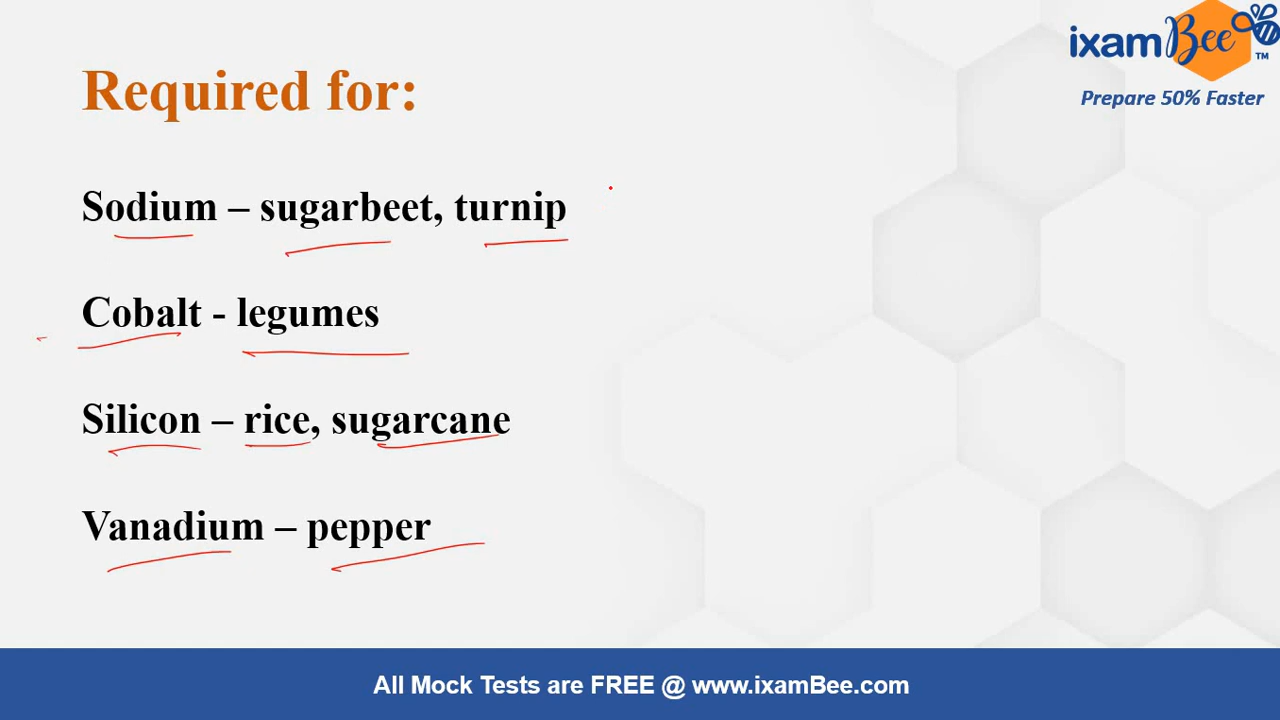 ixamBee™
Prepare 50% Faster
Required for:
Sodium – sugarbeet, turnip
Cobalt - legumes
Silicon – rice, sugarcane
Vanadium – pepper
All Mock Tests are FREE @ www.ixamBee.com